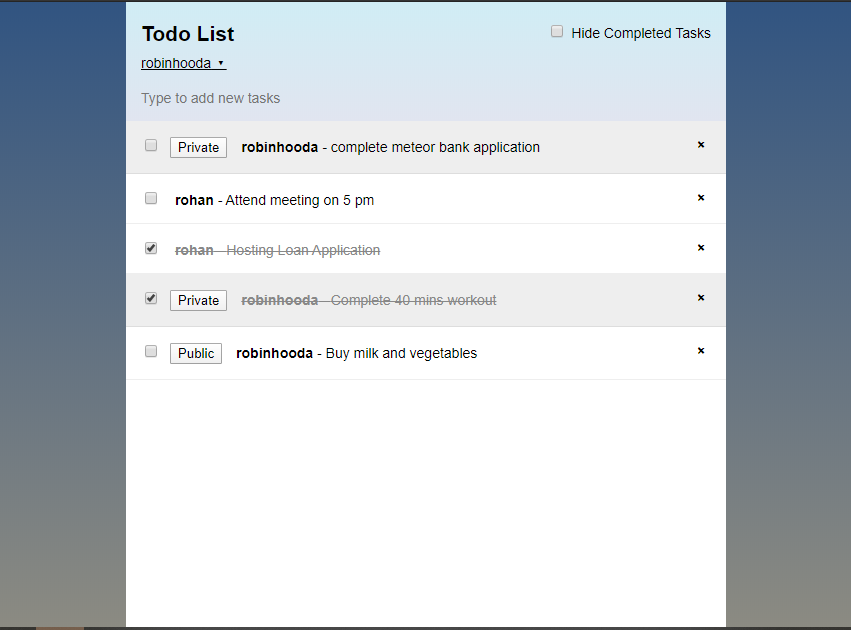 Todo List
Hide Completed Tasks
robinhooda ▾
Type to add new tasks
Private robinhooda - complete meteor bank application ×
rohan - Attend meeting on 5 pm ×
rohan - Hosting Loan Application ×
Private robinhooda - Complete 40 mins workout ×
Public robinhooda - Buy milk and vegetables ×